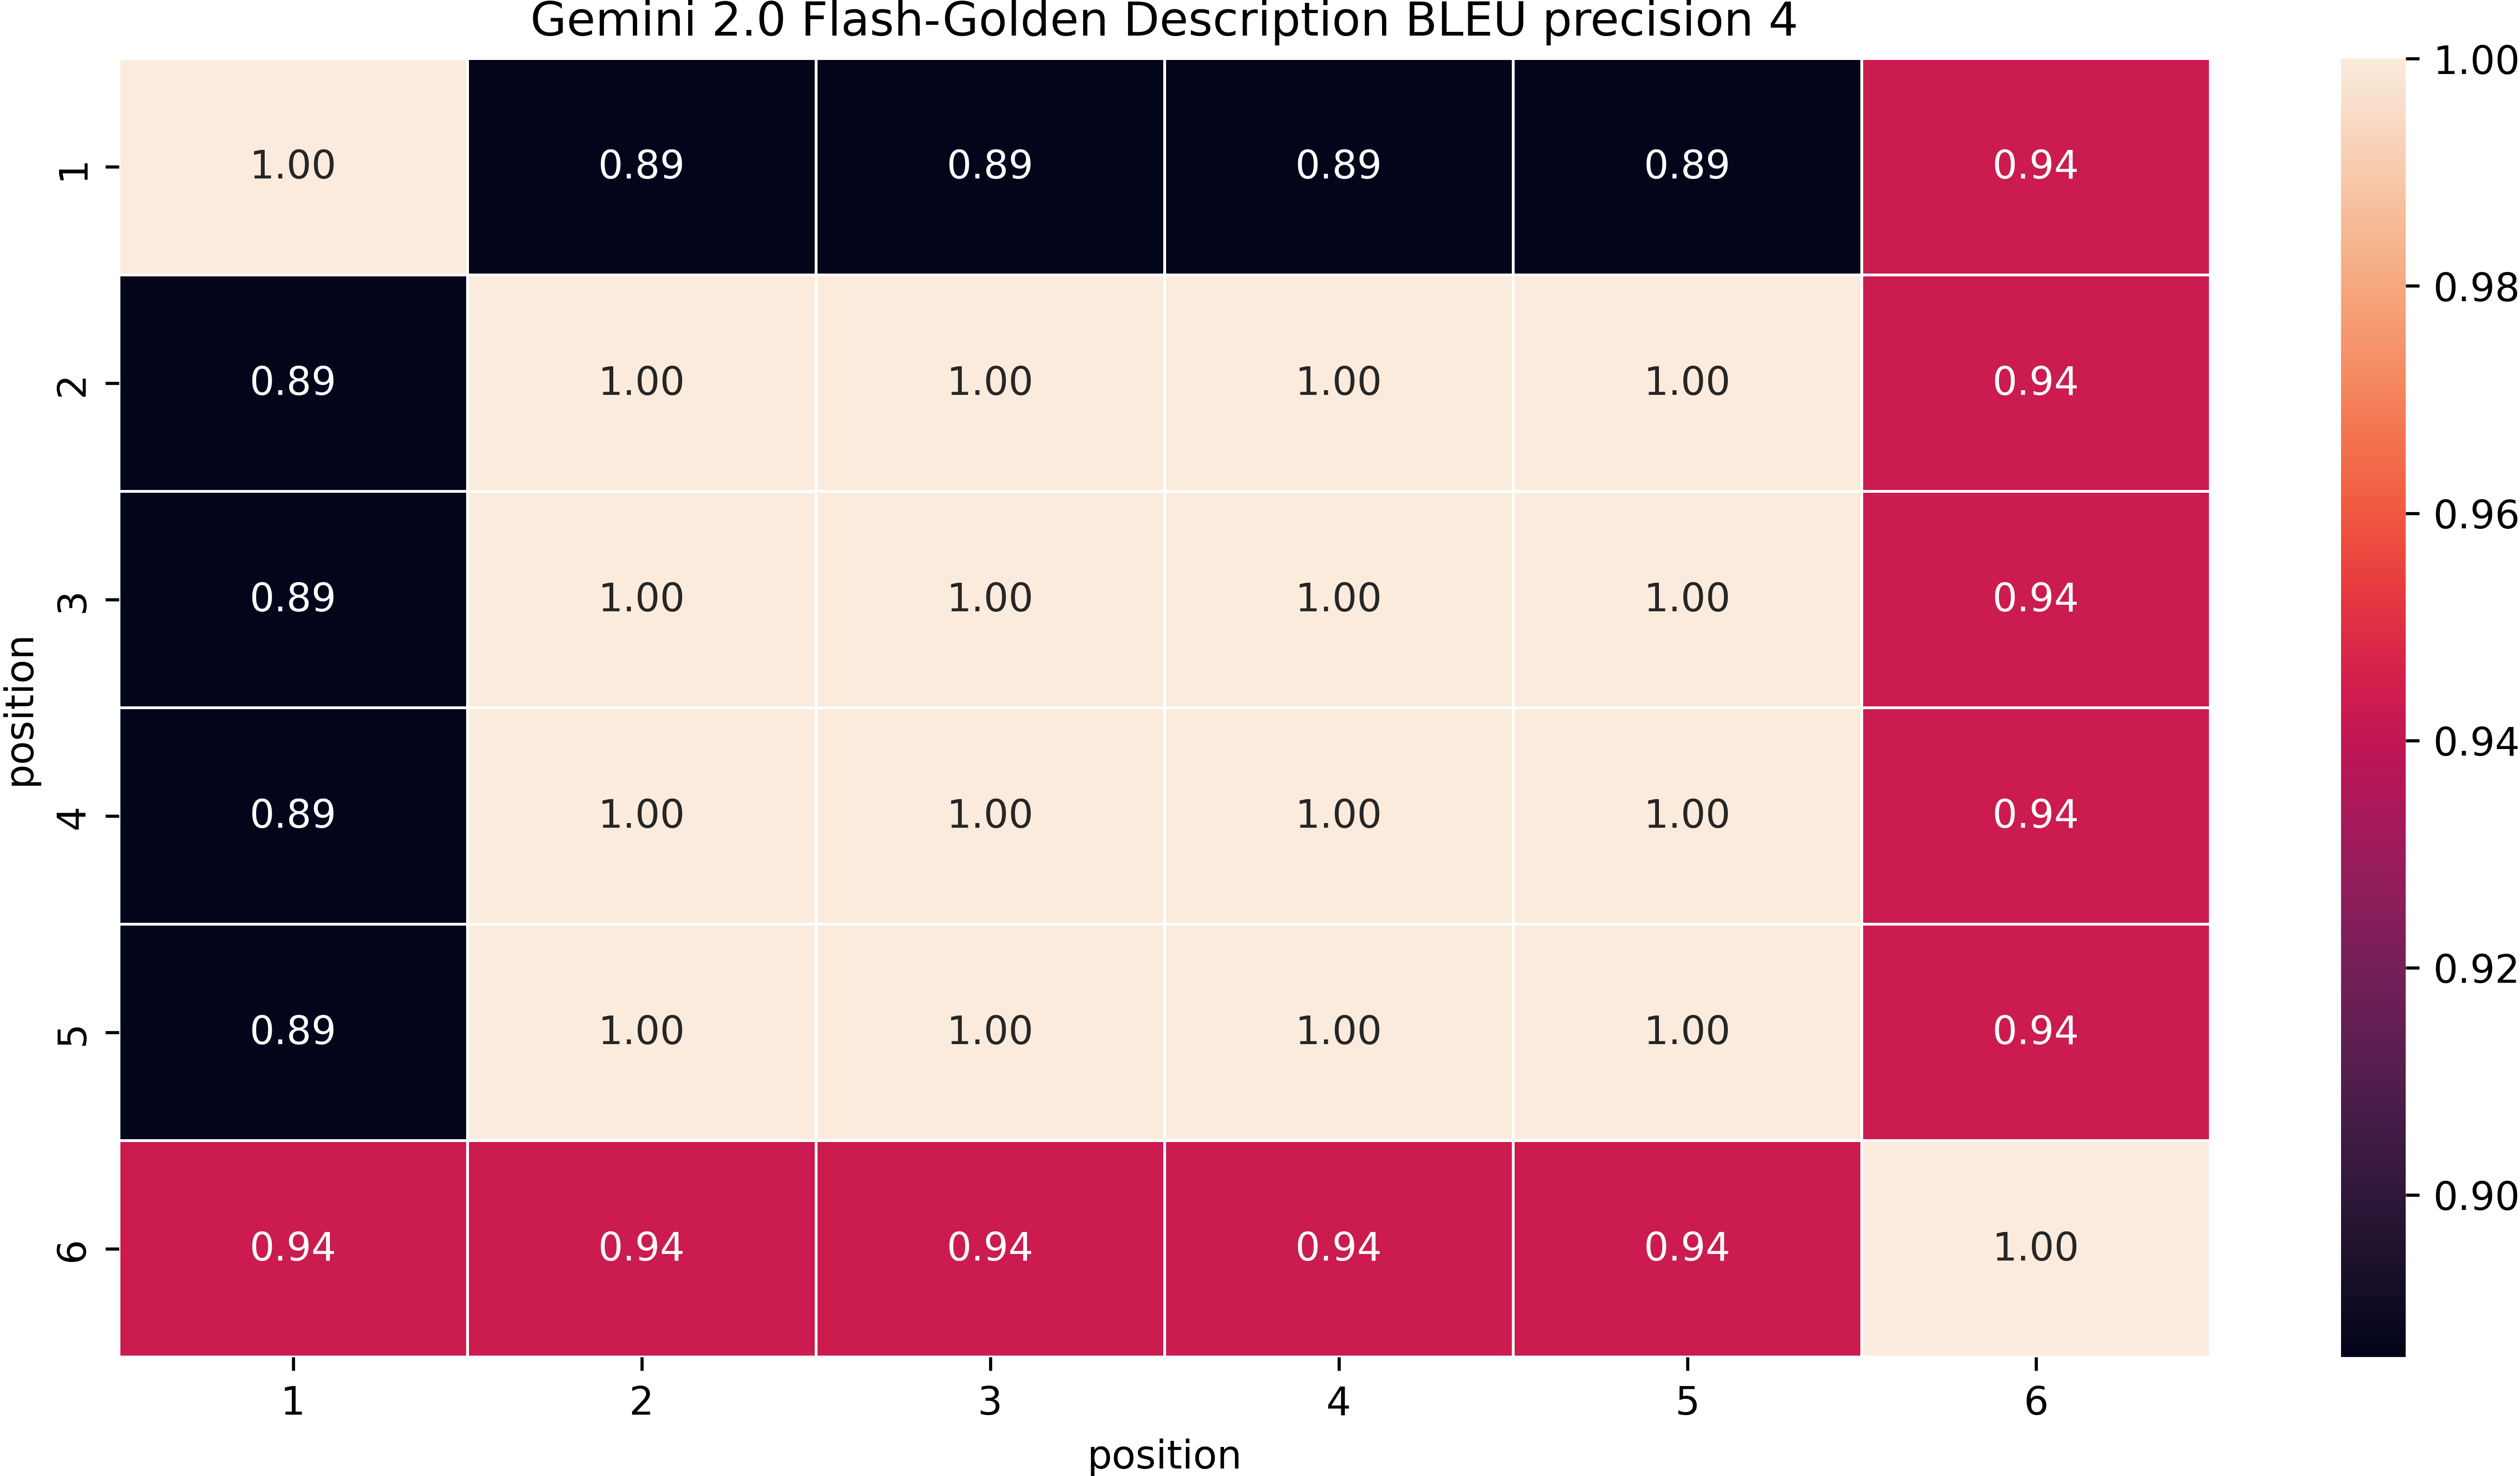 Gemini 2.0 Flash-Golden Description BLEU precision 4
1 1.00 0.89 0.89 0.89 0.89 0.94
2 0.89 1.00 1.00 1.00 1.00 0.94
3 0.89 1.00 1.00 1.00 1.00 0.94
4 0.89 1.00 1.00 1.00 1.00 0.94
5 0.89 1.00 1.00 1.00 1.00 0.94
6 0.94 0.94 0.94 0.94 0.94 1.00
position
1 2 3 4 5 6
position
1.00
0.98
0.96
0.94
0.92
0.90